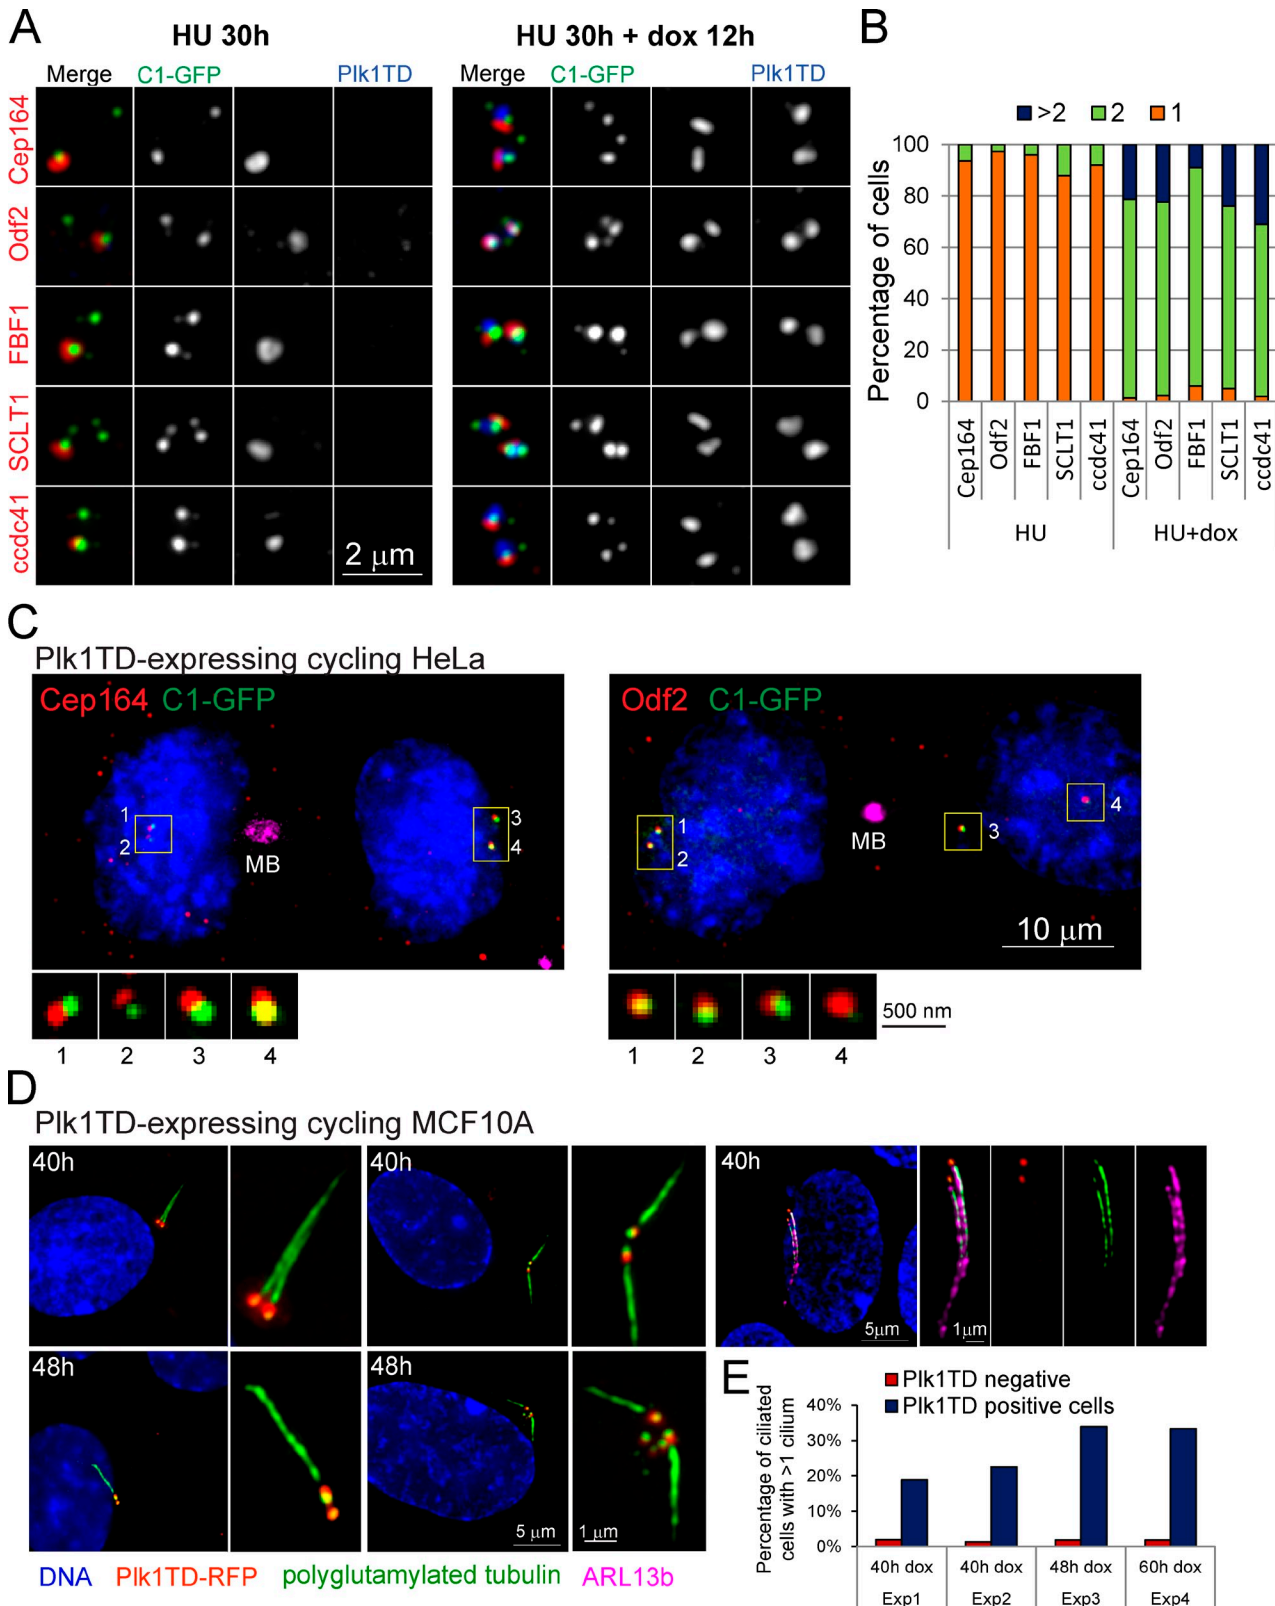 A
HU 30h
HU 30h + dox 12h
Merge
C1-GFP
Plk1TD
Merge
C1-GFP
Plk1TD
Cep164
Odf2
FBF1
SCLT1
ccdc41
2 µm
B
>2
2
1
Percentage of cells
100
80
60
40
20
0
Cep164
Odf2
FBF1
SCLT1
ccdc41
Cep164
Odf2
FBF1
SCLT1
ccdc41
HU
HU+dox
C
Plk1TD-expressing cycling HeLa
Cep164 C1-GFP
1
2
MB
3
4
1
2
3
4
Odf2 C1-GFP
1
2
MB
3
4
10 µm
500 nm
1
2
3
4
D
Plk1TD-expressing cycling MCF10A
40h
40h
40h
5µm
1µm
48h
48h
5 µm
1 µm
DNA Plk1TD-RFP polyglutamylated tubulin ARL13b
E
Plk1TD negative
Plk1TD positive cells
Percentage of ciliated
cells with >1 cilium
40%
30%
20%
10%
0%
40h dox
40h dox
48h dox
60h dox
Exp1
Exp2
Exp3
Exp4